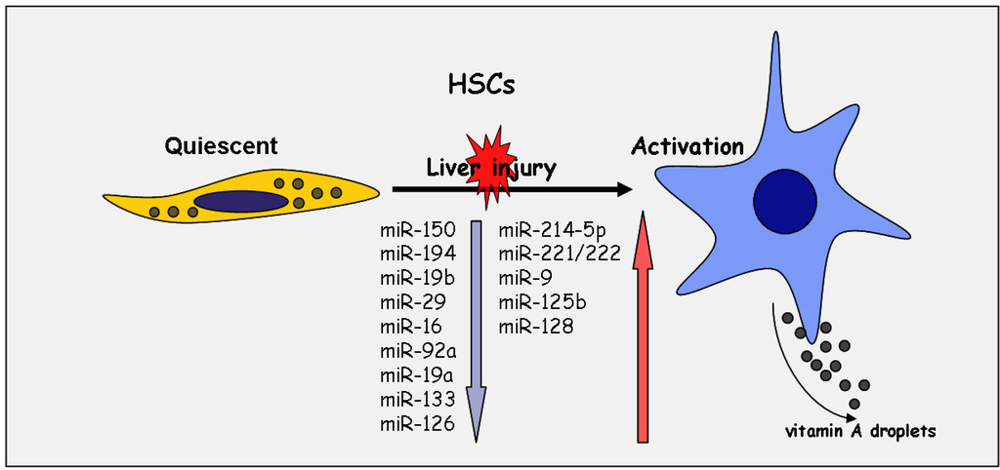 HSCs
Quiescent
Liver injury
Activation
miR-150
miR-194
miR-19b
miR-29
miR-16
miR-92a
miR-19a
miR-133
miR-126
miR-214-5p
miR-221/222
miR-9
miR-125b
miR-128
vitamin A droplets